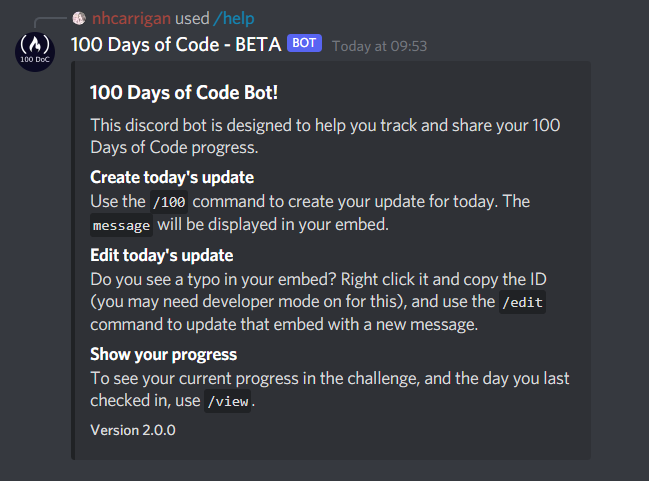 nhcarrigan used /help
100 Days of Code - BETA BOT Today at 09:53
100 DoC
100 Days of Code Bot!
This discord bot is designed to help you track and share your 100
Days of Code progress.
Create today's update
Use the /100 command to create your update for today. The
message will be displayed in your embed.
Edit today's update
Do you see a typo in your embed? Right click it and copy the ID
(you may need developer mode on for this), and use the /edit
command to update that embed with a new message.
Show your progress
To see your current progress in the challenge, and the day you last
checked in, use /view.
Version 2.0.0